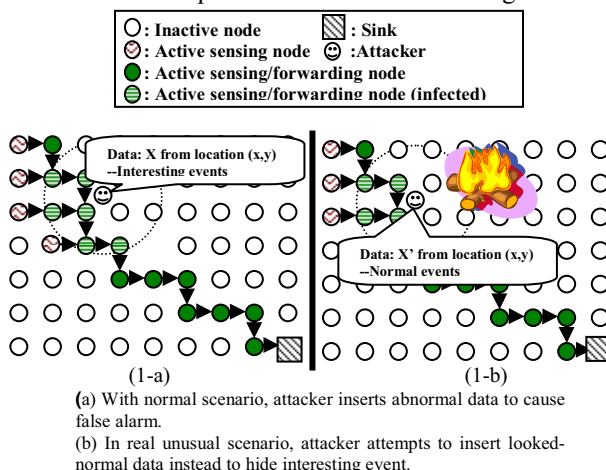 : Inactive node
: Sink
: Active sensing node
:Attacker
: Active sensing/forwarding node
: Active sensing/forwarding node (infected)
Data: X from location (x,y)
--Interesting events
Data: X' from location (x,y)
--Normal events
(1-a)
(1-b)
(a) With normal scenario, attacker inserts abnormal data to cause
false alarm.
(b) In real unusual scenario, attacker attempts to insert looked-
normal data instead to hide interesting event.